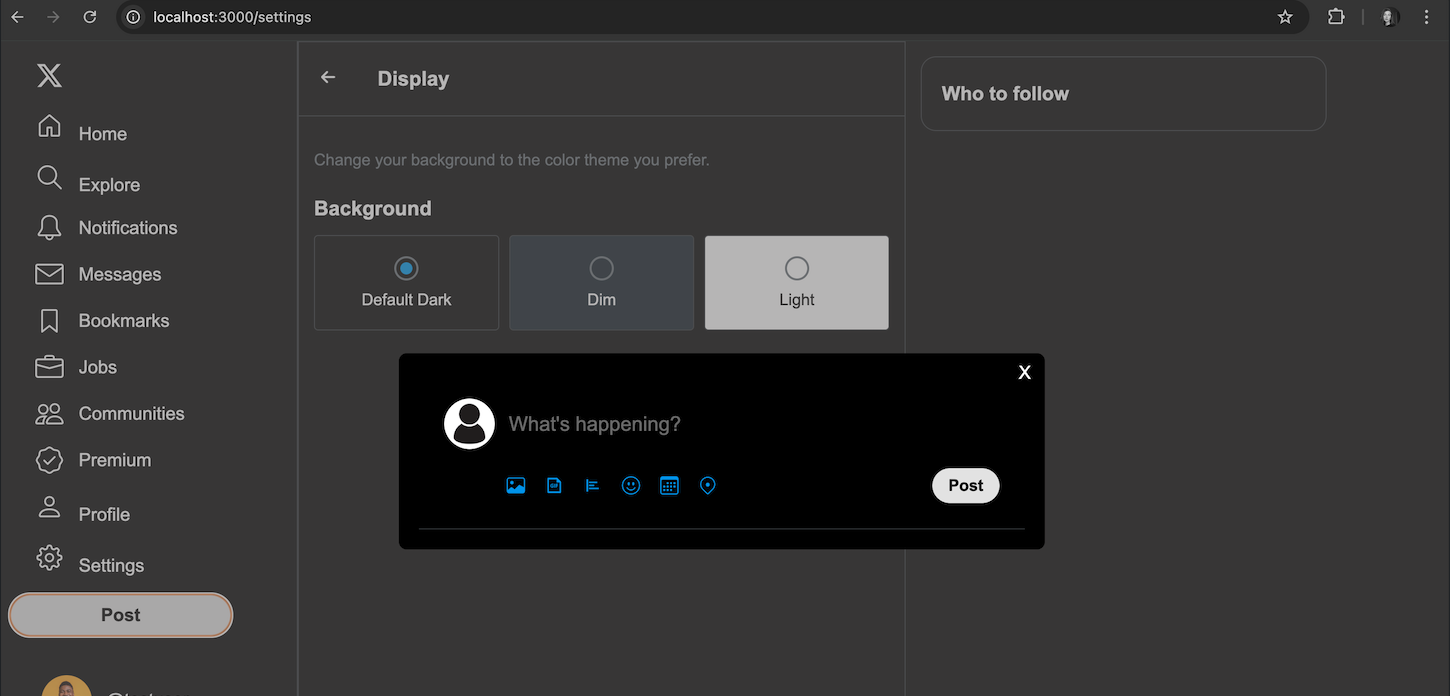 localhost:3000/settings
Home
Explore
Notifications
Messages
Bookmarks
Jobs
Communities
Premium
Profile
Settings
Post
Display
Change your background to the color theme you prefer.
Background
Default Dark
Dim
Light
Who to follow
X
What's happening?
GIF
Post